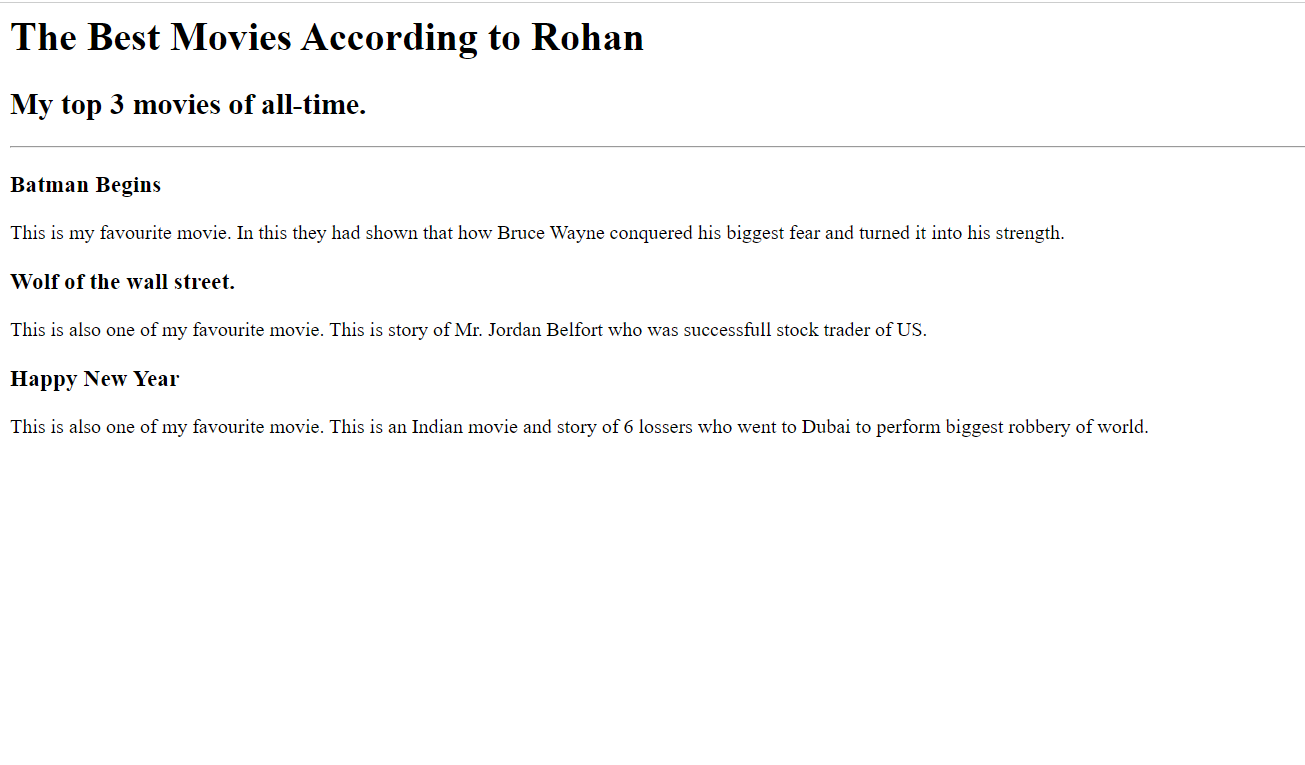 The Best Movies According to Rohan
My top 3 movies of all-time.
Batman Begins
This is my favourite movie. In this they had shown that how Bruce Wayne conquered his biggest fear and turned it into his strength.
Wolf of the wall street.
This is also one of my favourite movie. This is story of Mr. Jordan Belfort who was successfull stock trader of US.
Happy New Year
This is also one of my favourite movie. This is an Indian movie and story of 6 lossers who went to Dubai to perform biggest robbery of world.